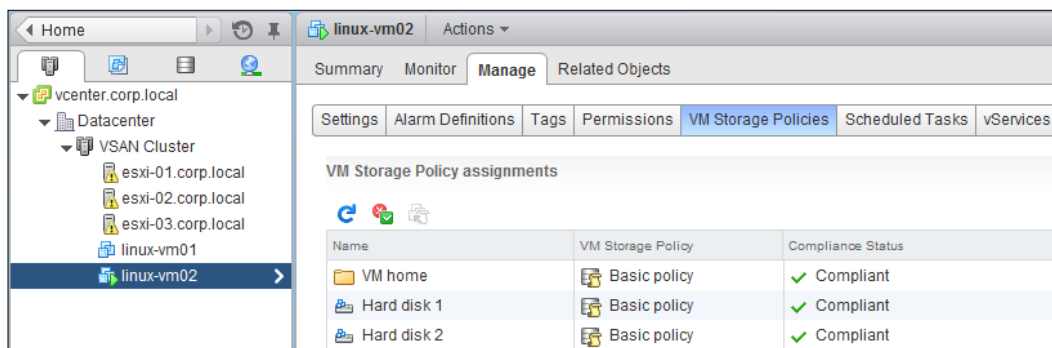 Home
linux-vm02 Actions
Summary Monitor Manage Related Objects
vcenter.corp.local
Datacenter
VSAN Cluster
esxi-01.corp.local
esxi-02.corp.local
esxi-03.corp.local
linux-vm01
linux-vm02
Settings Alarm Definitions Tags Permissions VM Storage Policies Scheduled Tasks vServices
VM Storage Policy assignments
Name VM Storage Policy Compliance Status
VM home Basic policy Compliant
Hard disk 1 Basic policy Compliant
Hard disk 2 Basic policy Compliant